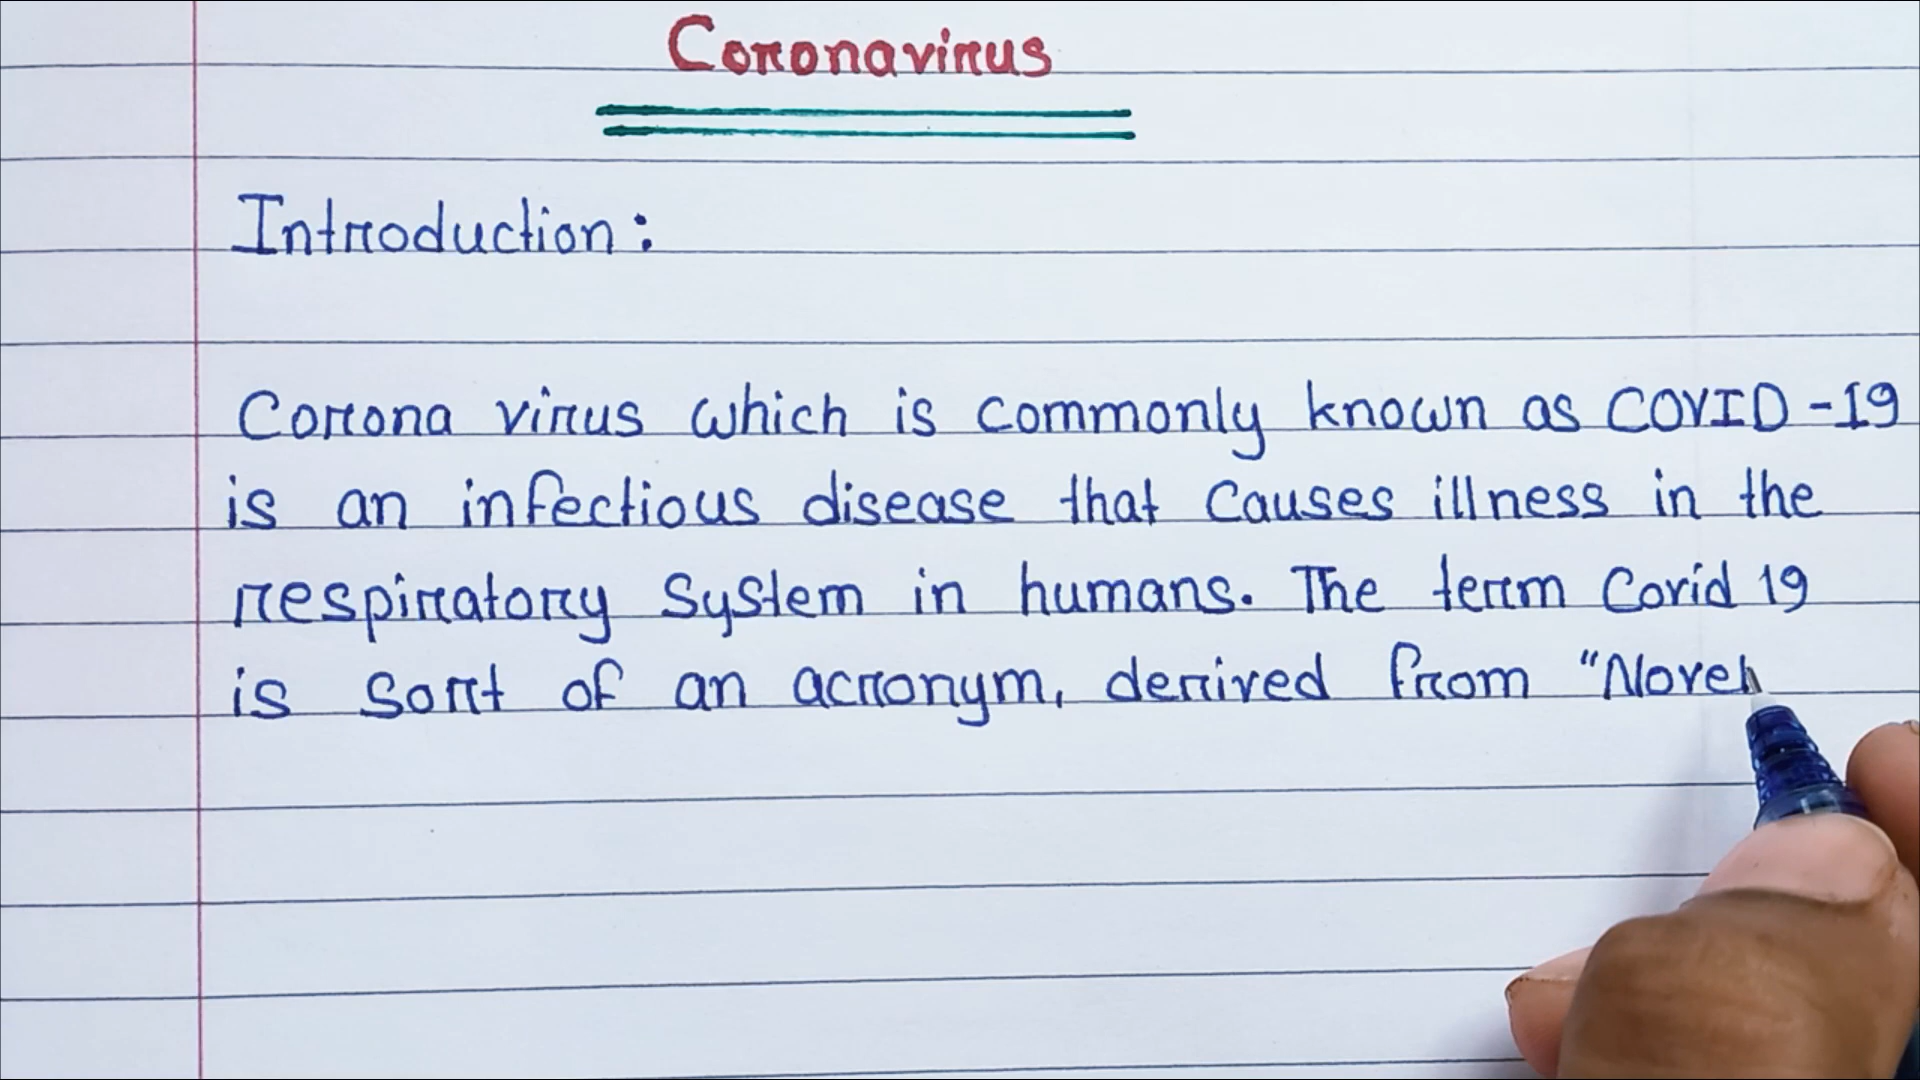 Coronavirus
Introduction:
Corona virus which is commonly known as COVID-19
is an infectious disease that causes illness in the
respiratory system in humans. The term Covid 19
is sort of an acronym, derived from "Novel